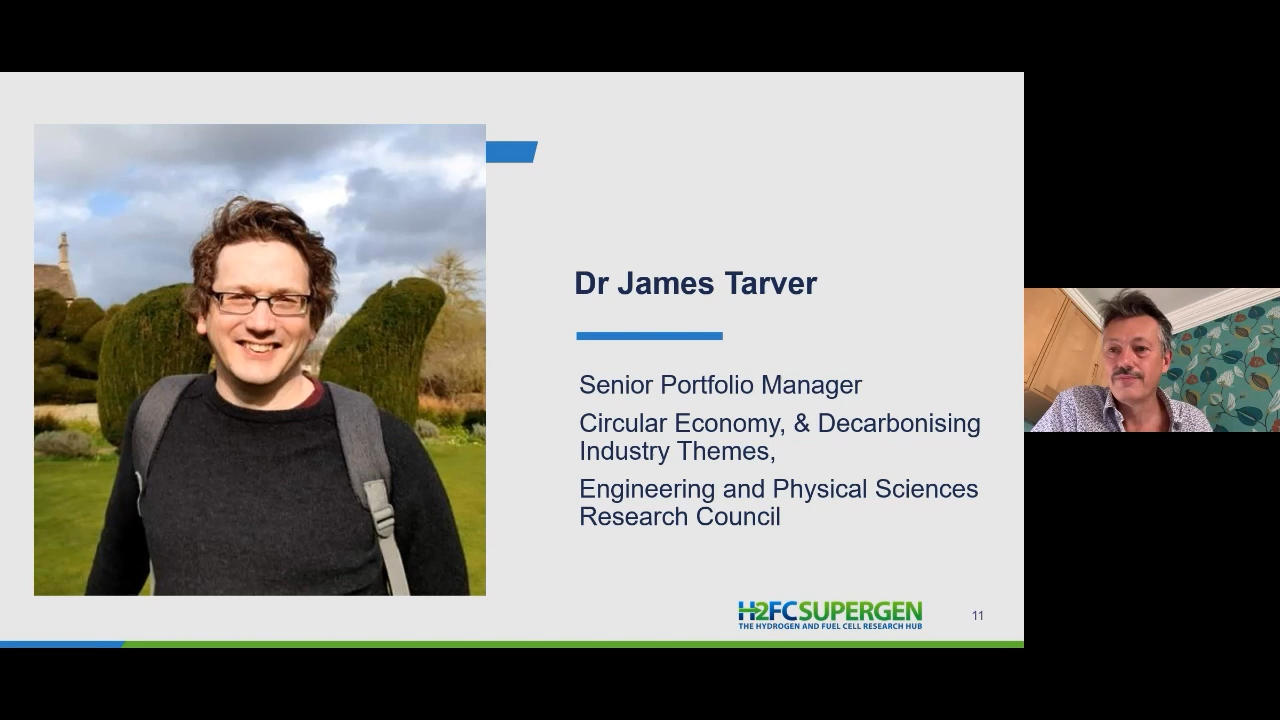 Dr James Tarver
Senior Portfolio Manager
Circular Economy, & Decarbonising
Industry Themes,
Engineering and Physical Sciences
Research Council
H2FCSUPERGEN
THE HYDROGEN AND FUEL CELL RESEARCH HUB
11